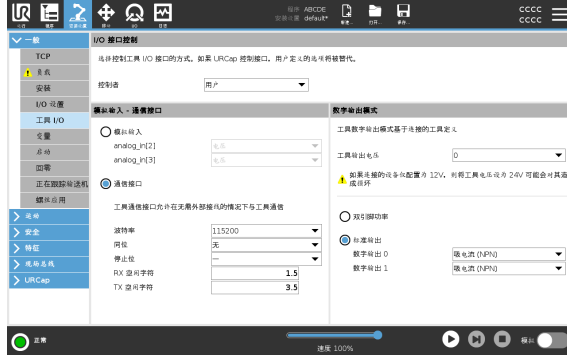 程序 ABCDE
安装设置 default*
新建...
打开...
保存...
CCCC
CCCC
一般
TCP
负载
安装
I/O 设置
工具 I/O
变量
启动
回零
正在跟踪输送机
螺丝应用
运动
安全
特征
现场总线
URCap
I/O 接口控制
选择控制工具 I/O 接口的方式。如果 URCap 控制接口，用户定义的选项将被替代。
控制者
用户
模拟输入 - 通信接口
模拟输入
analog_in[2]
电压
analog_in[3]
电压
通信接口
工具通信接口允许在无需外部接线的情况下与工具通信
波特率
115200
同位
无
停止位
一
RX 空闲字符
1.5
TX 空闲字符
3.5
数字输出模式
工具数字输出模式基于连接的工具定义
工具输出电压
0
如果连接的设备仅配置为 12V，则将工具电压设为 24V 可能会对其造
成损坏
双引脚功率
标准输出
数字输出 0
吸电流 (NPN)
数字输出 1
吸电流 (NPN)
正常
速度 100%
模拟